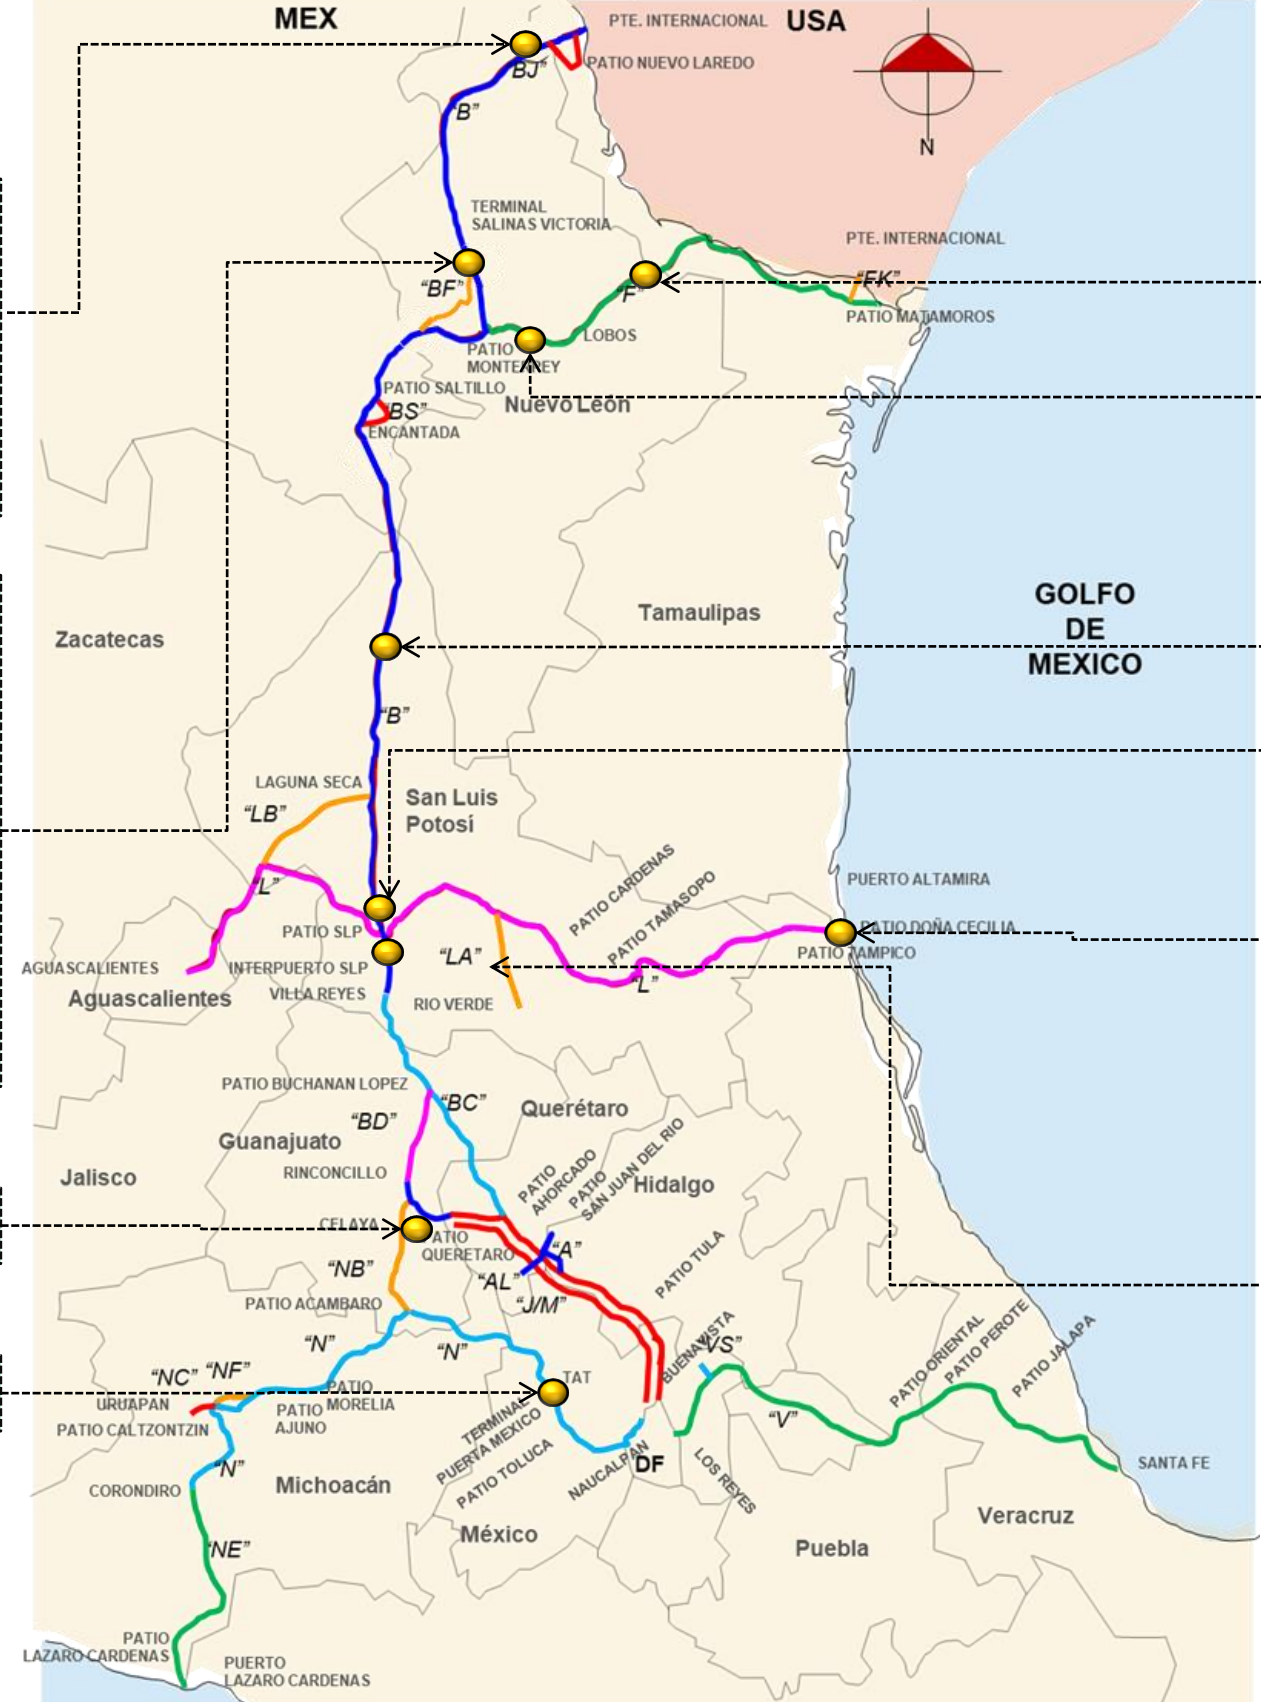 MEX
PTE. INTERNACIONAL
USA
PATIO NUEVO LAREDO
BJ”
“B”
N
TERMINAL
SALINAS VICTORIA
PTE. INTERNACIONAL
“BF”
“F”
“FK”
PATIO MATAMOROS
LOBOS
PATIO
MONTERREY
PATIO SALTILLO
“BS”
Nuevo León
ENCANTADA
GOLFO
DE
MEXICO
Tamaulipas
Zacatecas
“B”
LAGUNA SECA
San Luis
Potosí
“LB”
PATIO CARDENAS
PATIO TAMASOPO
PUERTO ALTAMIRA
“L”
PATIO SLP
PATIO DOÑA CECILIA
PATIO TAMPICO
AGUASCALIENTES
INTERPUERTO SLP
“LA”
“L”
Aguascalientes
VILLA REYES
RIO VERDE
PATIO BUCHANAN LOPEZ
“BC”
“BD”
Querétaro
Guanajuato
RINCONCILLO
Jalisco
PATIO
AHORCADO
PATIO
SAN JUAN DEL RIO
Hidalgo
CELAYA
PATIO
QUERETARO
“A”
“NB”
“AL”
PATIO TULA
PATIO ACAMBARO
“J/M”
“N”
“N”
BUENAVISTA
“VS”
PATIO ORIENTAL
PATIO PEROTE
PATIO JALAPA
“NC”
“NF”
TAT
URUAPAN
PATIO
MORELIA
PATIO
AJUNO
PATIO CALTZONTZIN
TERMINAL
PUERTA MEXICO
PATIO TOLUCA
NAUCALPAN
DF
LOS REYES
“V”
SANTA FE
“N”
CORONDIRO
Michoacán
México
Puebla
Veracruz
“NE”
PATIO
LAZARO CARDENAS
PUERTO
LAZARO CARDENAS